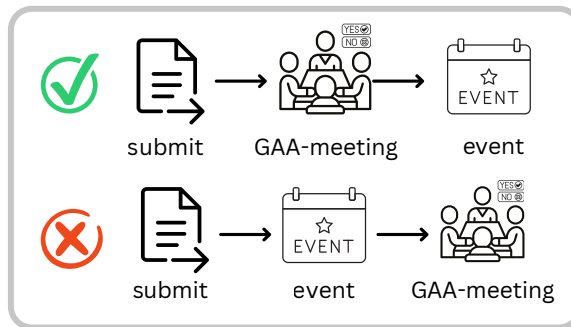 YES
NO
EVENT
submit GAA-meeting event
YES
NO
EVENT
submit event GAA-meeting